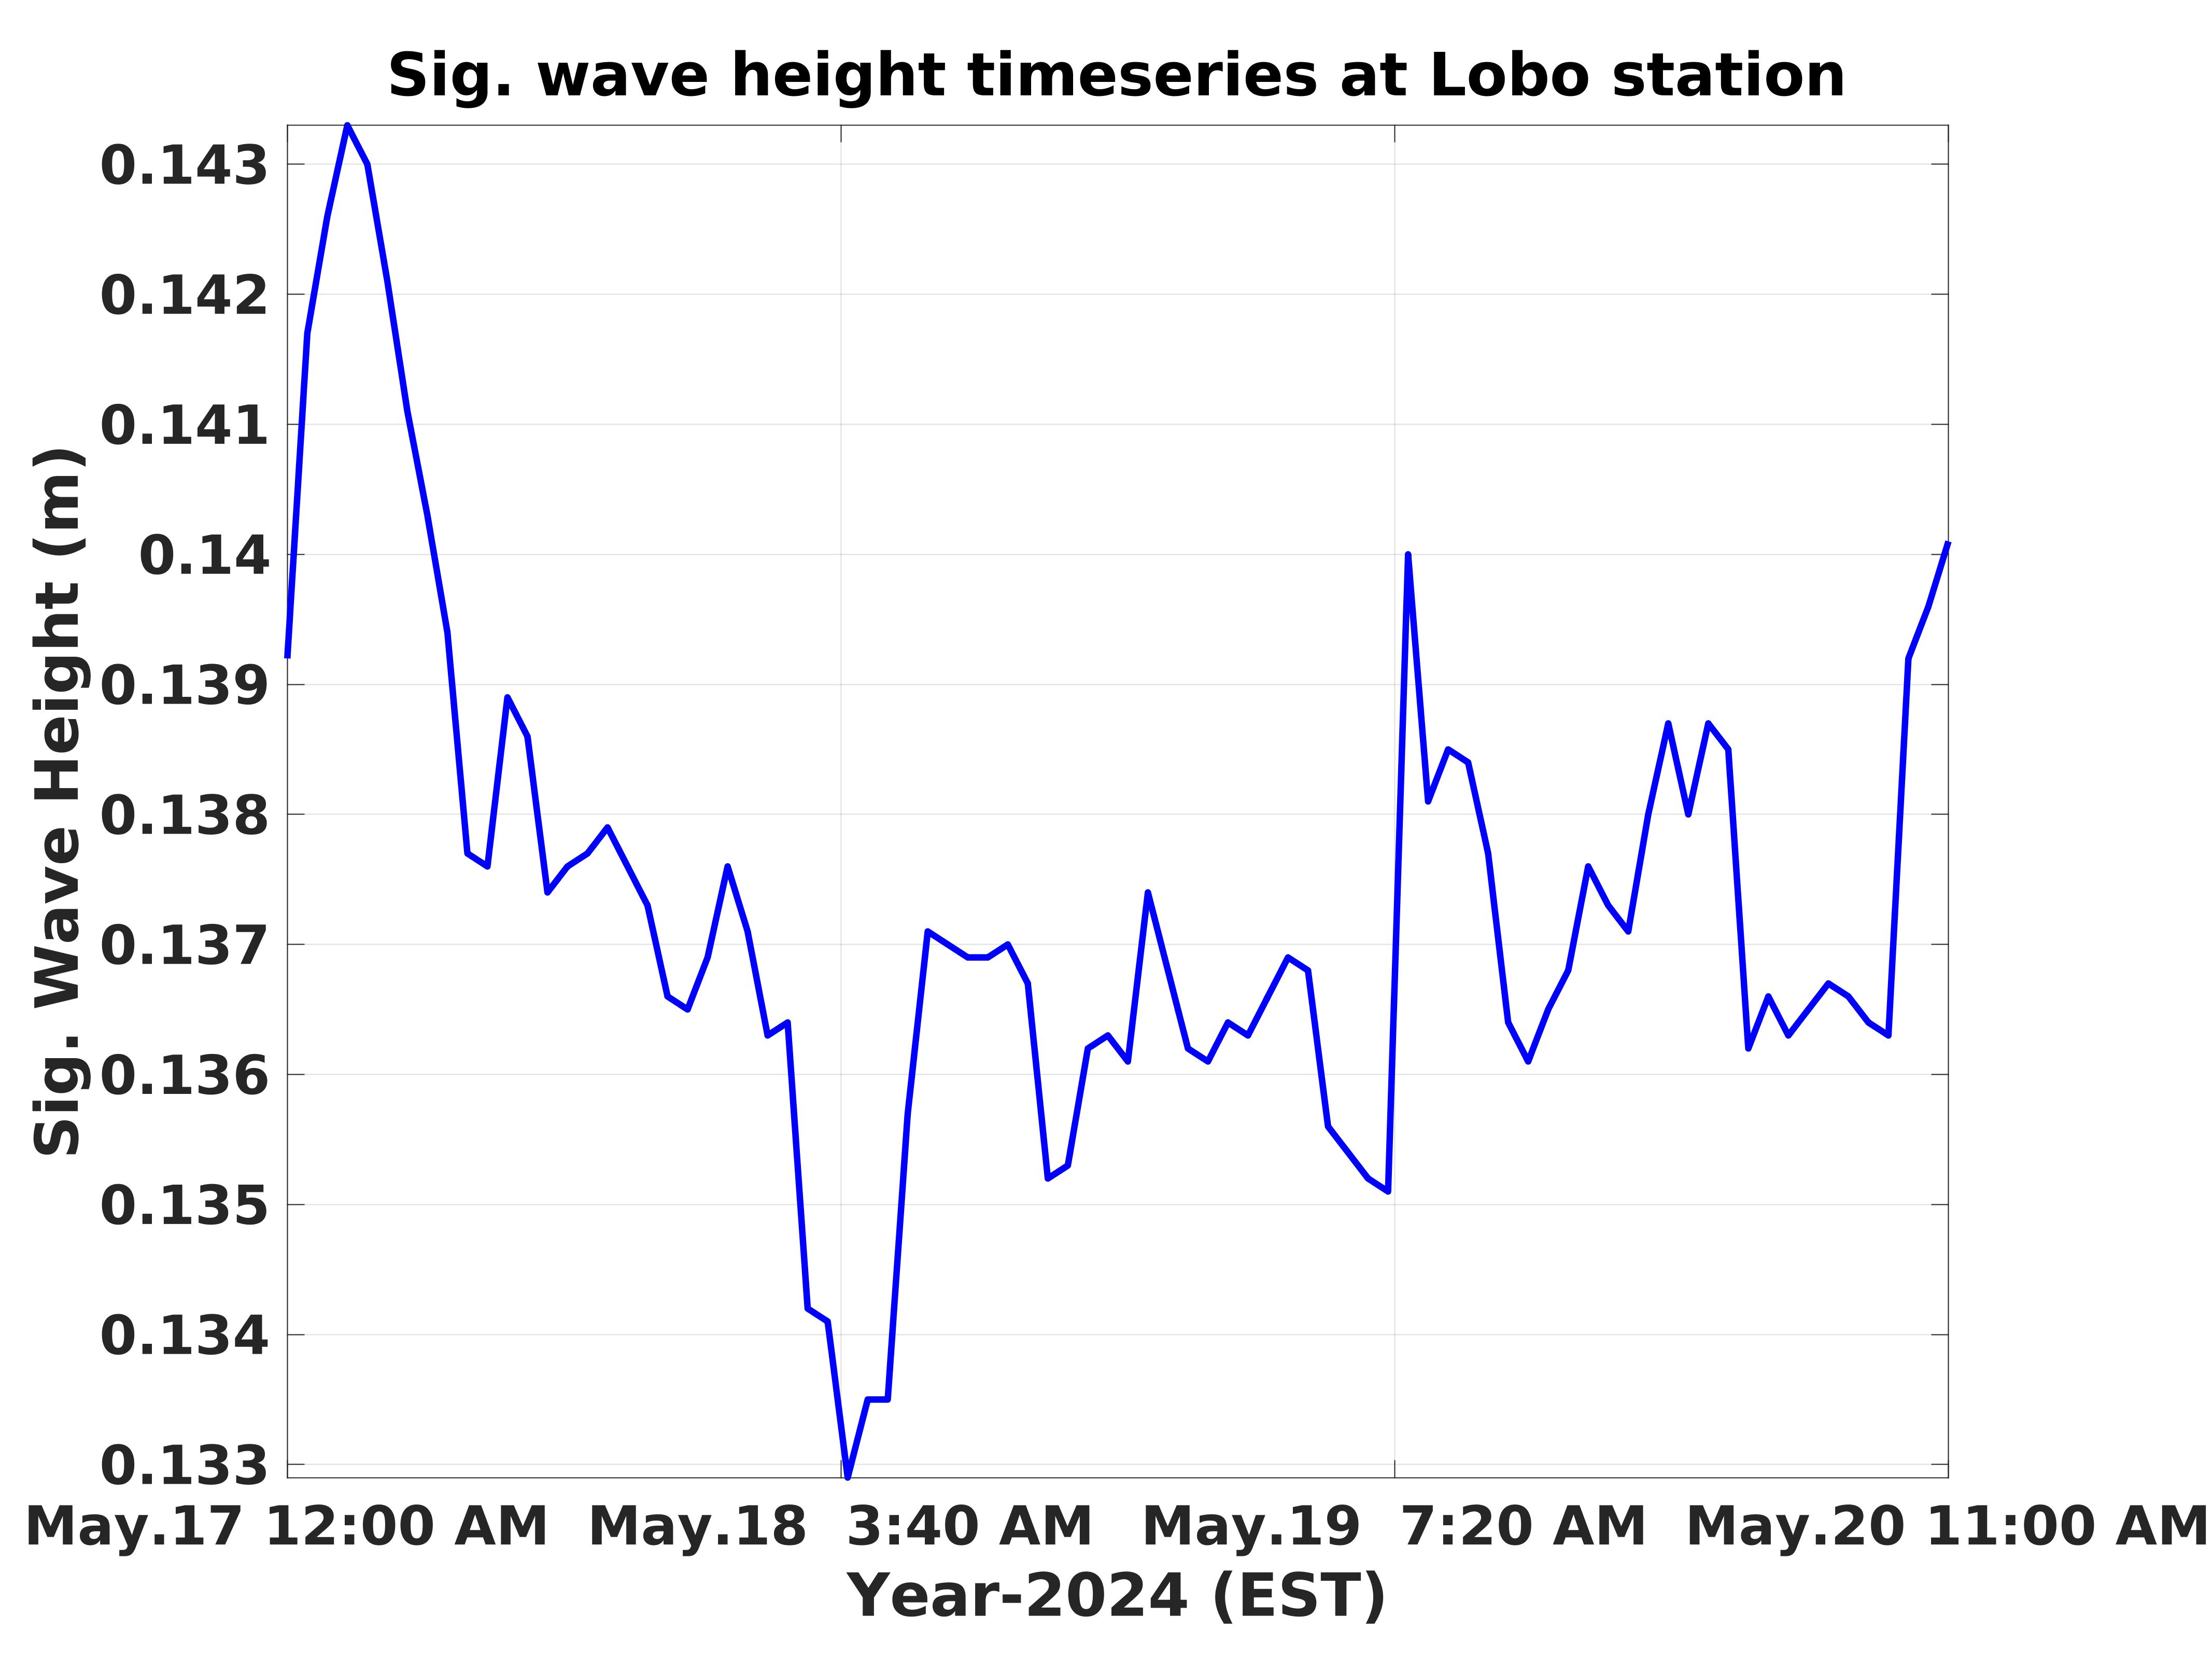 Sig. wave height timeseries at Lobo station
Sig. Wave Height (m)
0.143
0.142
0.141
0.14
0.139
0.138
0.137
0.136
0.135
0.134
0.133
May.17 12:00 AM May.18 3:40 AM May.19 7:20 AM May.20 11:00 AM
Year-2024 (EST)